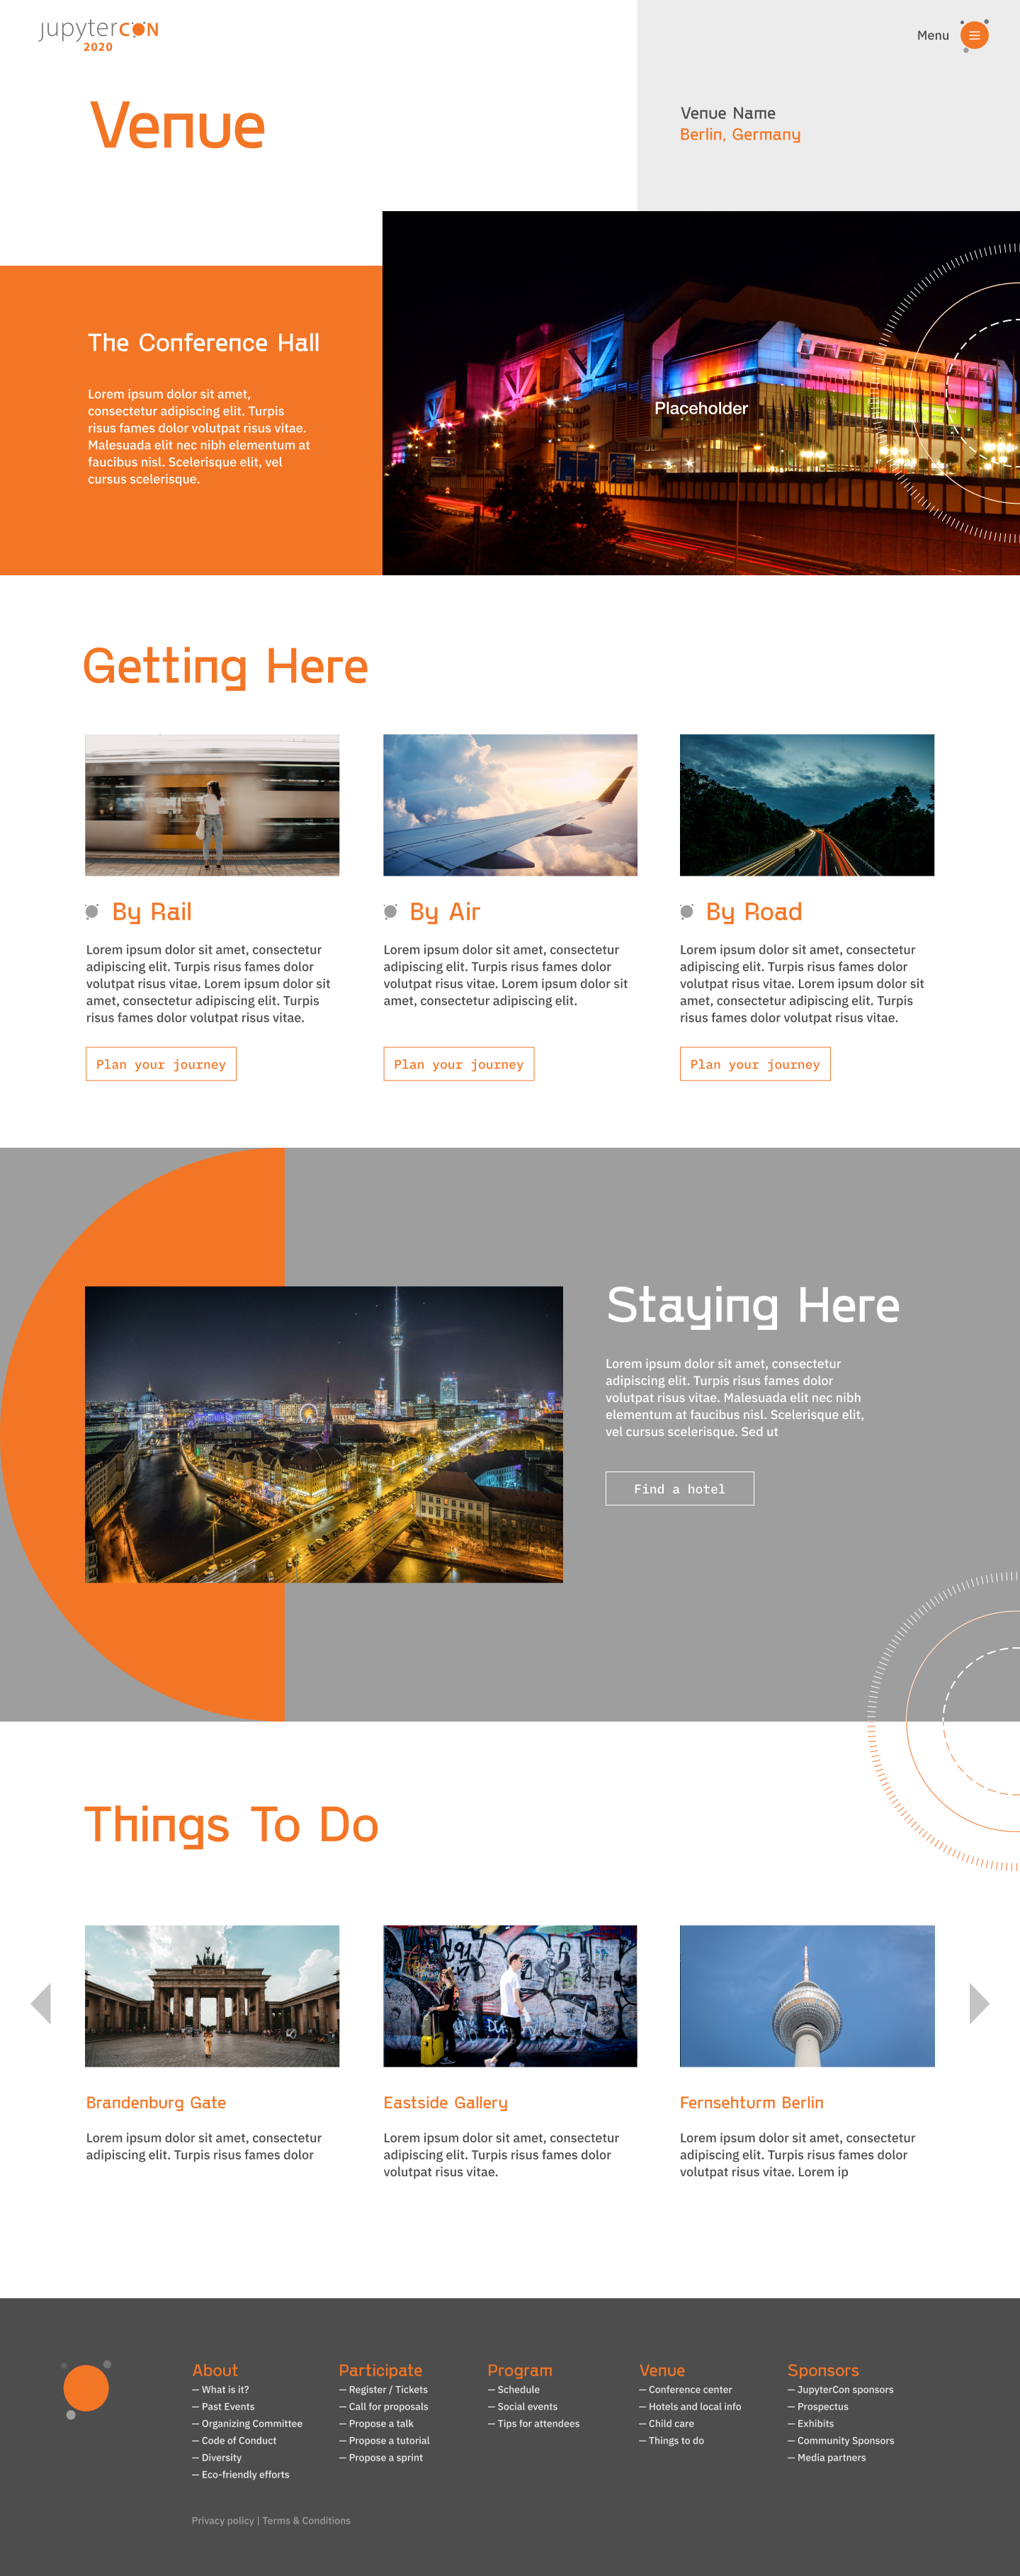 jupyterCON
2020
Menu
Venue
Venue Name
Berlin, Germany
The Conference Hall
Lorem ipsum dolor sit amet,
consectetur adipiscing elit. Turpis
risus fames dolor volutpat risus vitae.
Malesuada elit nec nibh elementum at
faucibus nisl. Scelerisque elit, vel
cursus scelerisque.
Placeholder
Getting Here
By Rail
Lorem ipsum dolor sit amet, consectetur
adipiscing elit. Turpis risus fames dolor
volutpat risus vitae. Lorem ipsum dolor sit
amet, consectetur adipiscing elit. Turpis
risus fames dolor volutpat risus vitae.
Plan your journey
By Air
Lorem ipsum dolor sit amet, consectetur
adipiscing elit. Turpis risus fames dolor
volutpat risus vitae. Lorem ipsum dolor sit
amet, consectetur adipiscing elit.
Plan your journey
By Road
Lorem ipsum dolor sit amet, consectetur
adipiscing elit. Turpis risus fames dolor
volutpat risus vitae. Lorem ipsum dolor sit
amet, consectetur adipiscing elit. Turpis
risus fames dolor volutpat risus vitae.
Plan your journey
Staying Here
Lorem ipsum dolor sit amet, consectetur
adipiscing elit. Turpis risus fames dolor
volutpat risus vitae. Malesuada elit nec nibh
elementum at faucibus nisl. Scelerisque elit,
vel cursus scelerisque. Sed ut
Find a hotel
Things To Do
Brandenburg Gate
Lorem ipsum dolor sit amet, consectetur
adipiscing elit. Turpis risus fames dolor
Eastside Gallery
Lorem ipsum dolor sit amet, consectetur
adipiscing elit. Turpis risus fames dolor
volutpat risus vitae.
Fernsehturm Berlin
Lorem ipsum dolor sit amet, consectetur
adipiscing elit. Turpis risus fames dolor
volutpat risus vitae. Lorem ip
About
— What is it?
— Past Events
— Organizing Committee
— Code of Conduct
— Diversity
— Eco-friendly efforts
Participate
— Register / Tickets
— Call for proposals
— Propose a talk
— Propose a tutorial
— Propose a sprint
Program
— Schedule
— Social events
— Tips for attendees
Venue
— Conference center
— Hotels and local info
— Child care
— Things to do
Sponsors
— JupyterCon sponsors
— Prospectus
— Exhibits
— Community Sponsors
— Media partners
Privacy policy | Terms & Conditions